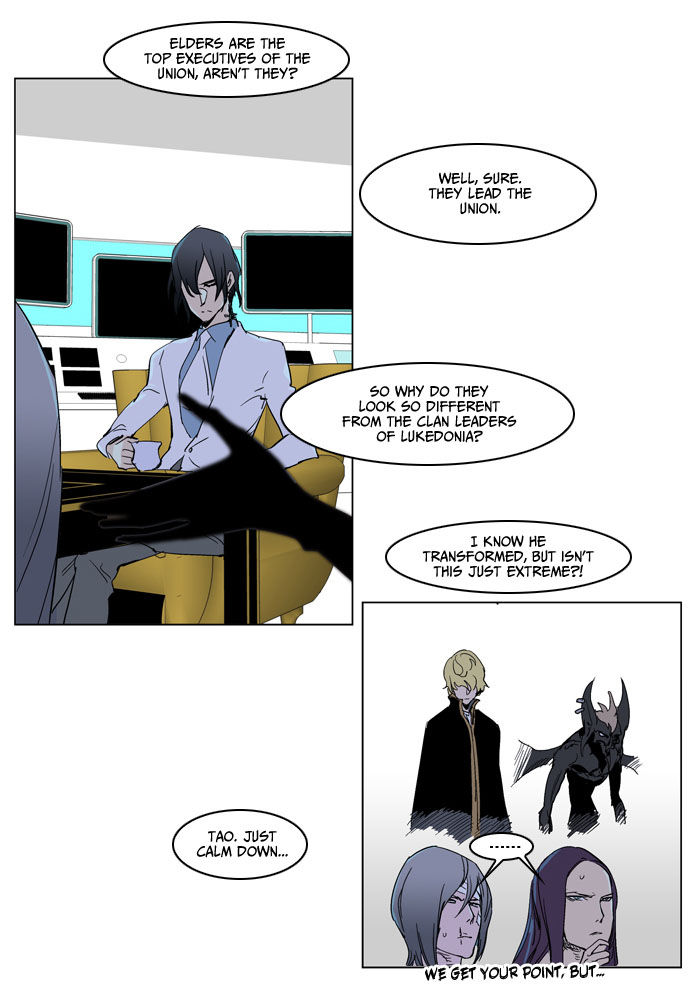 ELDERS ARE THE
TOP EXECUTIVES OF THE
UNION, AREN'T THEY?
WELL, SURE.
THEY LEAD THE
UNION.
SO WHY DO THEY
LOOK SO DIFFERENT
FROM THE CLAN LEADERS
OF LUKEDONIA?
I KNOW HE
TRANSFORMED, BUT ISN'T
THIS JUST EXTREME?!
TAO. JUST
CALM DOWN...
......
WE GET YOUR POINT, BUT...